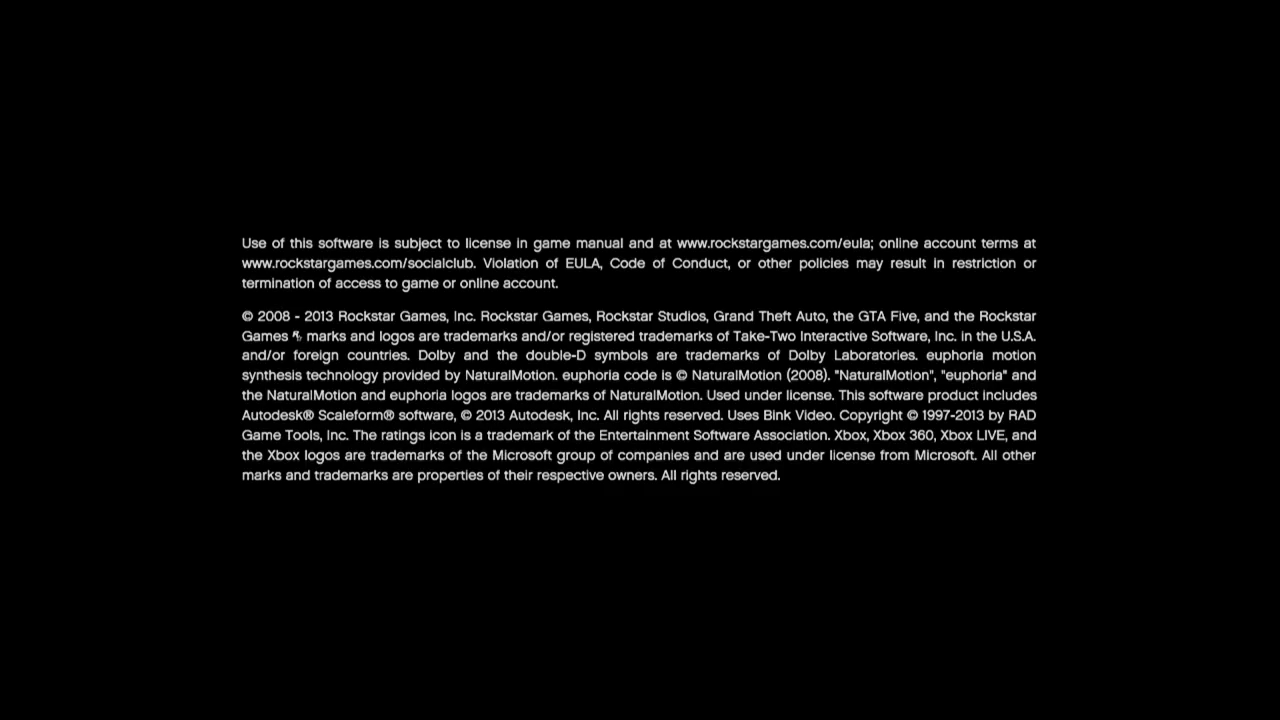 Use of this software is subject to license in game manual and at www.rockstargames.com/eula; online account terms at
www.rockstargames.com/socialclub. Violation of EULA, Code of Conduct, or other policies may result in restriction or
termination of access to game or online account.
© 2008 - 2013 Rockstar Games, Inc. Rockstar Games, Rockstar Studios, Grand Theft Auto, the GTA Five, and the Rockstar
Games R* marks and logos are trademarks and/or registered trademarks of Take-Two Interactive Software, Inc. in the U.S.A.
and/or foreign countries. Dolby and the double-D symbols are trademarks of Dolby Laboratories. euphoria motion
synthesis technology provided by NaturalMotion. euphoria code is © NaturalMotion (2008). "NaturalMotion", "euphoria" and
the NaturalMotion and euphoria logos are trademarks of NaturalMotion. Used under license. This software product includes
Autodesk® Scaleform® software, © 2013 Autodesk, Inc. All rights reserved. Uses Bink Video. Copyright © 1997-2013 by RAD
Game Tools, Inc. The ratings icon is a trademark of the Entertainment Software Association. Xbox, Xbox 360, Xbox LIVE, and
the Xbox logos are trademarks of the Microsoft group of companies and are used under license from Microsoft. All other
marks and trademarks are properties of their respective owners. All rights reserved.